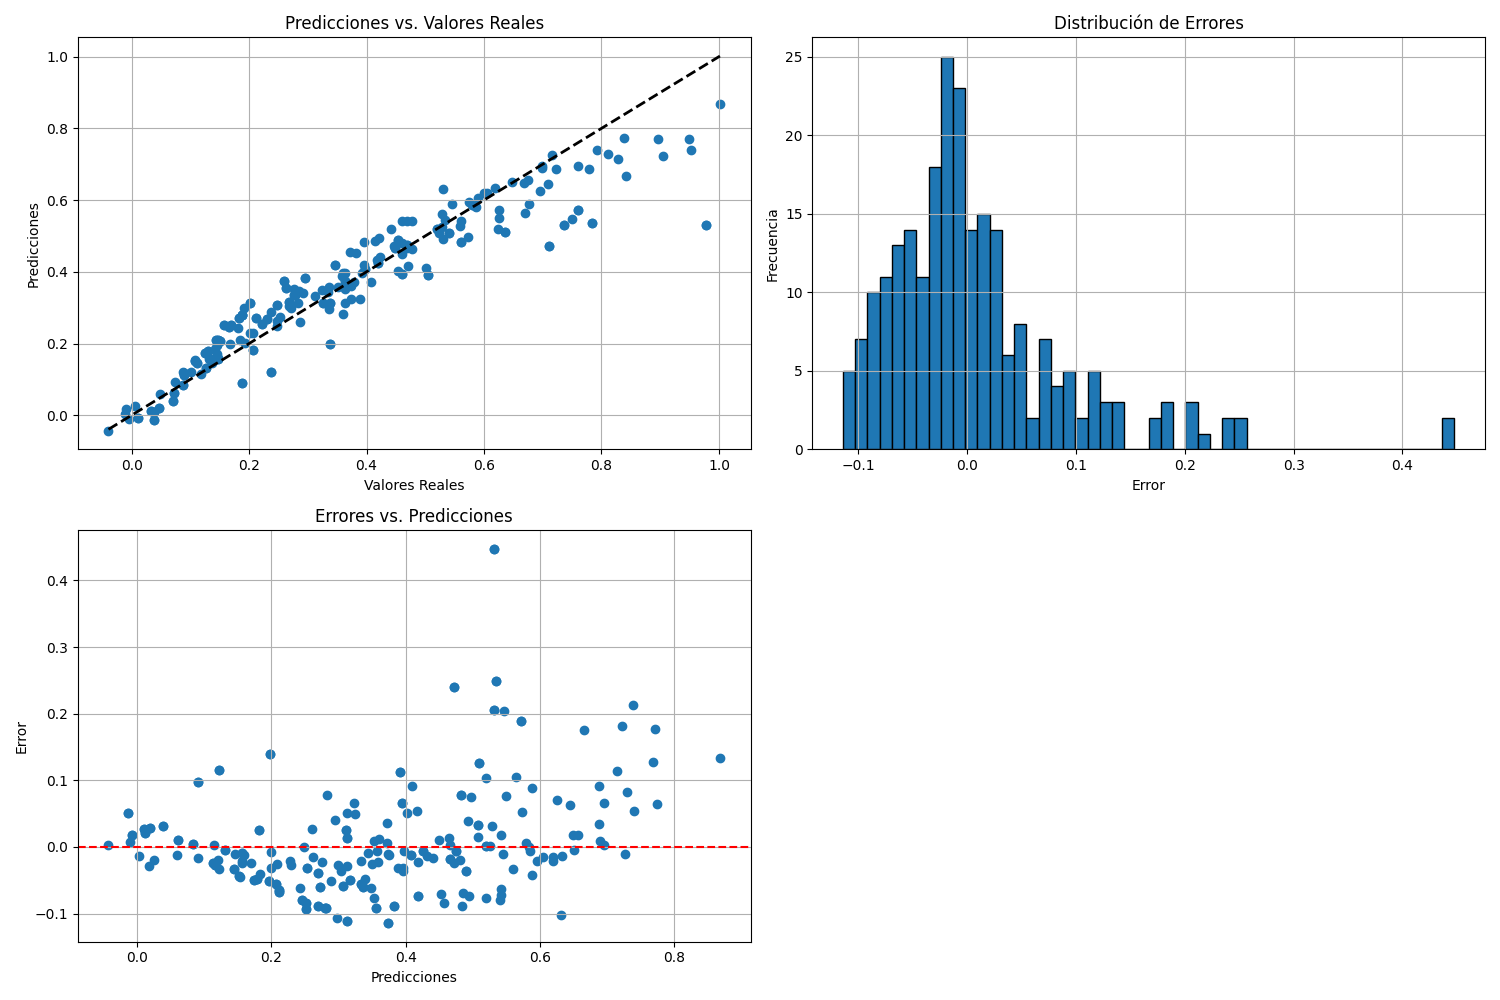 Predicciones vs. Valores Reales
Predicciones
1.0
0.8
0.6
0.4
0.2
0.0
0.0 0.2 0.4 0.6 0.8 1.0
Valores Reales
Distribución de Errores
Frecuencia
25
20
15
10
5
0
−0.1 0.0 0.1 0.2 0.3 0.4
Error
Errores vs. Predicciones
Error
0.4
0.3
0.2
0.1
0.0
−0.1
0.0 0.2 0.4 0.6 0.8
Predicciones